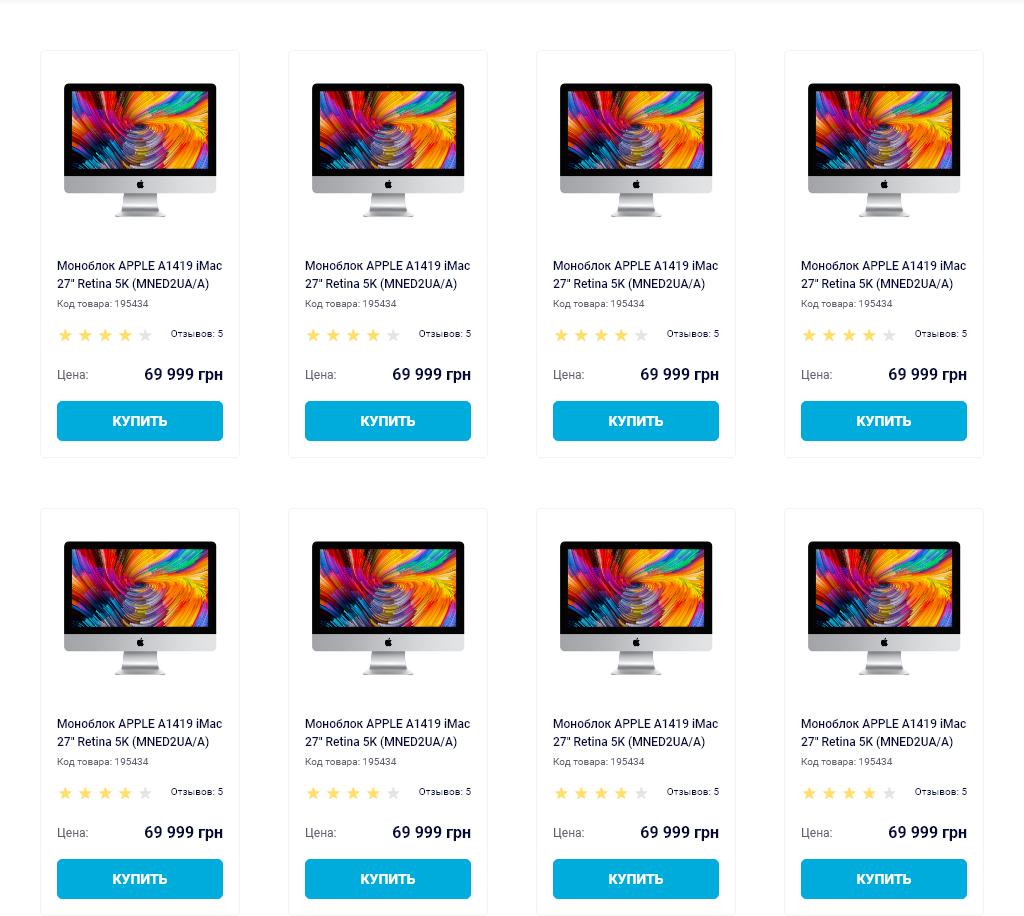 Моноблок APPLE A1419 iMac
27" Retina 5K (MNED2UA/A)
Код товара: 195434
Отзывов: 5
Цена: 69 999 грн
КУПИТЬ
Моноблок APPLE A1419 iMac
27" Retina 5K (MNED2UA/A)
Код товара: 195434
Отзывов: 5
Цена: 69 999 грн
КУПИТЬ
Моноблок APPLE A1419 iMac
27" Retina 5K (MNED2UA/A)
Код товара: 195434
Отзывов: 5
Цена: 69 999 грн
КУПИТЬ
Моноблок APPLE A1419 iMac
27" Retina 5K (MNED2UA/A)
Код товара: 195434
Отзывов: 5
Цена: 69 999 грн
КУПИТЬ
Моноблок APPLE A1419 iMac
27" Retina 5K (MNED2UA/A)
Код товара: 195434
Отзывов: 5
Цена: 69 999 грн
КУПИТЬ
Моноблок APPLE A1419 iMac
27" Retina 5K (MNED2UA/A)
Код товара: 195434
Отзывов: 5
Цена: 69 999 грн
КУПИТЬ
Моноблок APPLE A1419 iMac
27" Retina 5K (MNED2UA/A)
Код товара: 195434
Отзывов: 5
Цена: 69 999 грн
КУПИТЬ
Моноблок APPLE A1419 iMac
27" Retina 5K (MNED2UA/A)
Код товара: 195434
Отзывов: 5
Цена: 69 999 грн
КУПИТЬ